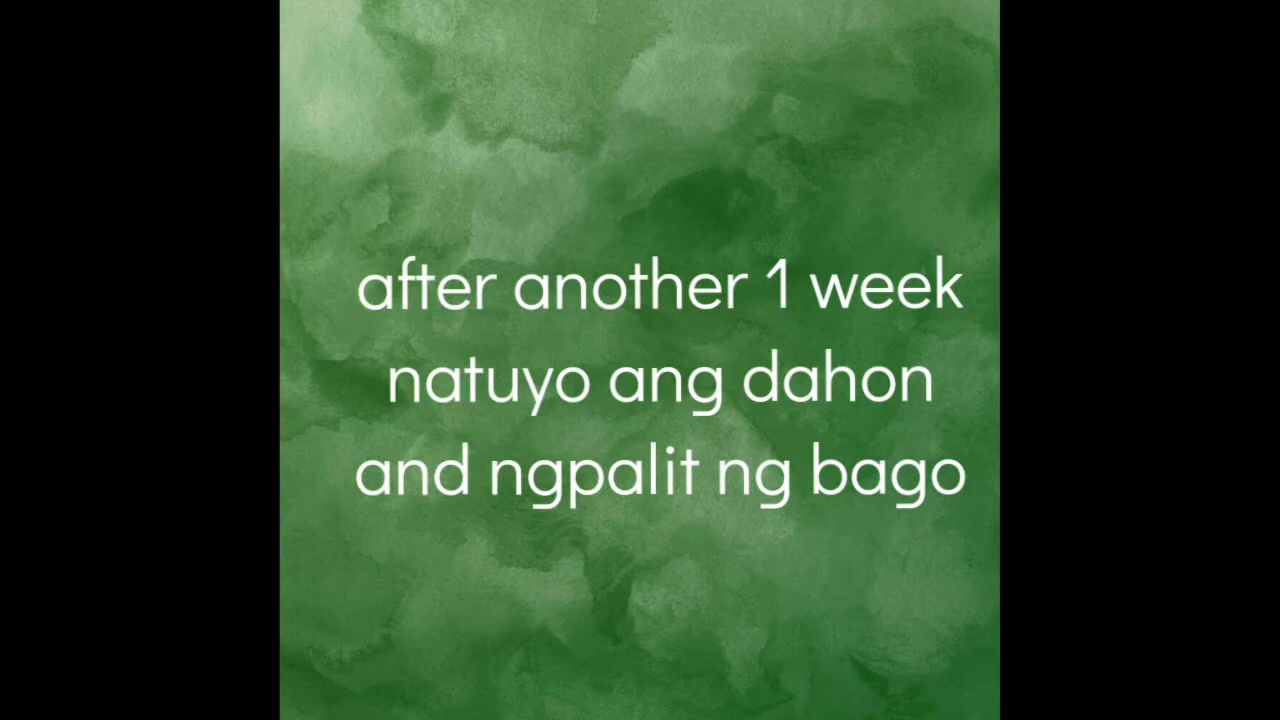 after another 1 week
natuyo ang dahon
and ngpalit ng bago